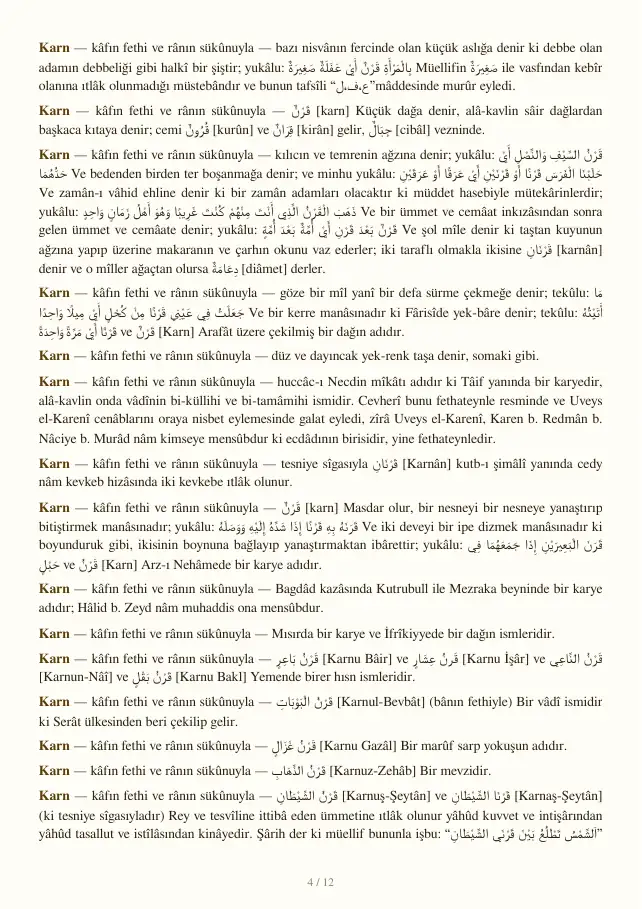 Karn — kâfın fethi ve rânın sükûnuyla — bazı nisvânın fercinde olan küçük aslığa denir ki debbe olan
adamın debbeliği gibi halkî bir şiştir; yukâlu: بِالْمَرْأَةِ قَرْنٌ أَيْ عَفَلَةٌ صَغِيرَةٌ Müellifin صَغِيرَةٌ ile vasfından kebîr
olanına ıtlâk olunmadığı müstebândır ve bunun tafsîli “ع،ف،ل”mâddesinde murûr eyledi.
Karn — kâfın fethi ve rânın sükûnuyla — قَرْنٌ [karn] Küçük dağa denir, alâ-kavlin sâir dağlardan
başkaca kıtaya denir; cemi قُرُونٌ [kurûn] ve قِرَانٌ [kirân] gelir, جِبَالٌ [cibâl] vezninde.
Karn — kâfın fethi ve rânın sükûnuyla — kılıcın ve temrenin ağzına denir; yukâlu: قَرْنُ السَّيْفِ وَالنَّصْلِ أَيْ
حَدُّهُمَا Ve bedenden birden ter boşanmağa denir; ve minhu yukâlu: حَلَبْنَا الْفَرَسَ قَرْنًا أَوْ قَرْنَيْنِ أَيْ عَرَقًا أَوْ عَرَقَيْنِ
Ve zamân-ı vâhid ehline denir ki bir zamân adamları olacaktır ki müddet hasebiyle mütekârinlerdir;
yukâlu: ذَهَبَ الْقَرْنُ الَّذِي أَنْتَ مِنْهُمْ كُنْتَ غَرِيبًا وَهُوَ أَهْلُ زَمَانٍ وَاحِدٍ Ve bir ümmet ve cemâat inkızâsından sonra
gelen ümmet ve cemâate denir; yukâlu: قَرْنٌ بَعْدَ قَرْنٍ أَيْ أُمَّةٌ بَعْدَ أُمَّةٍ Ve şol mîle denir ki taştan kuyunun
ağzına yapıp üzerine makaranın ve çarhın okunu vaz ederler; iki taraflı olmakla ikisine قَرْنَانِ [karnân]
denir ve o mîller ağaçtan olursa دِعَامَةٌ [diâmet] derler.
Karn — kâfın fethi ve rânın sükûnuyla — göze bir mîl yanî bir defa sürme çekmeğe denir; tekûlu: مَا
جَعَلْتُ فِي عَيْنِي قَرْنًا مِنْ كُحْلٍ أَيْ مِيلًا وَاحِدًا Ve bir kerre manâsınadır ki Fârisîde yek-bâre denir; tekûlu: أَتَيْتُهُ
قَرْنًا أَيْ مَرَّةً وَاحِدَةً ve قَرْنٌ [Karn] Arafât üzere çekilmiş bir dağın adıdır.
Karn — kâfın fethi ve rânın sükûnuyla — düz ve dayıncak yek-renk taşa denir, somaki gibi.
Karn — kâfın fethi ve rânın sükûnuyla — huccâc-ı Necdin mîkâtı adıdır ki Tâif yanında bir karyedir,
alâ-kavlin onda vâdînin bi-küllihi ve bi-tamâmihi ismidir. Cevherî bunu fethateynle resminde ve Uveys
el-Karenî cenâblarını oraya nisbet eylemesinde galat eyledi, zîrâ Uveys el-Karenî, Karen b. Redmân b.
Nâciye b. Murâd nâm kimseye mensûbdur ki ecdâdının birisidir, yine fethateynledir.
Karn — kâfın fethi ve rânın sükûnuyla — tesniye sîgasıyla قَرْنَانِ [Karnân] kutb-ı şimâlî yanında cedy
nâm kevkeb hizâsında iki kevkebe ıtlâk olunur.
Karn — kâfın fethi ve rânın sükûnuyla — قَرْنٌ [karn] Masdar olur, bir nesneyi bir nesneye yanaştırıp
bitiştirmek manâsınadır; yukâlu: قَرَنَهُ بِهِ قَرْنًا إِذَا شَدَّهُ إِلَيْهِ وَوَصَلَهُ Ve iki deveyi bir ipe dizmek manâsınadır ki
boyunduruk gibi, ikisinin boynuna bağlayıp yanaştırmaktan ibârettir; yukâlu: قَرَنَ الْبَعِيرَيْنِ إِذَا جَمَعَهُمَا فِي
حَبْلٍ ve قَرْنٌ [Karn] Arz-ı Nehâmede bir karye adıdır.
Karn — kâfın fethi ve rânın sükûnuyla — Bagdâd kazâsında Kutrubull ile Mezraka beyninde bir karye
adıdır; Hâlid b. Zeyd nâm muhaddis ona mensûbdur.
Karn — kâfın fethi ve rânın sükûnuyla — Mısırda bir karye ve İfrîkiyyede bir dağın ismleridir.
Karn — kâfın fethi ve rânın sükûnuyla — قَرْنُ بَاعِرٍ [Karnu Bâir] ve قَرنُ عِشَارٍ [Karnu İşâr] ve قَرْنُ النَّاعِي
[Karnun-Nâî] ve قَرْنُ بَقْلٍ [Karnu Bakl] Yemende birer hısn ismleridir.
Karn — kâfın fethi ve rânın sükûnuyla — قَرْنُ الْبَوْبَاتِ [Karnul-Bevbât] (bânın fethiyle) Bir vâdî ismidir
ki Serât ülkesinden beri çekilip gelir.
Karn — kâfın fethi ve rânın sükûnuyla — قَرْنُ غَزَالٍ [Karnu Gazâl] Bir marûf sarp yokuşun adıdır.
Karn — kâfın fethi ve rânın sükûnuyla — قَرْنُ الذَّهَابِ [Karnuz-Zehâb] Bir mevzidir.
Karn — kâfın fethi ve rânın sükûnuyla — قَرْنُ الشَّيْطَانِ [Karnuş-Şeytân] ve قَرْنَا الشَّيْطَانِ [Karnaş-Şeytân]
(ki tesniye sîgasıyladır) Rey ve tesvîline ittibâ eden ümmetine ıtlâk olunur yâhûd kuvvet ve intişârından
yâhûd tasallut ve istîlâsından kinâyedir. Şârih der ki müellif bununla işbu: “اَلشَّمْسُ تَطْلُعُ بَيْنَ قَرْنَيِ الشَّيْطَانِ”
4 / 12